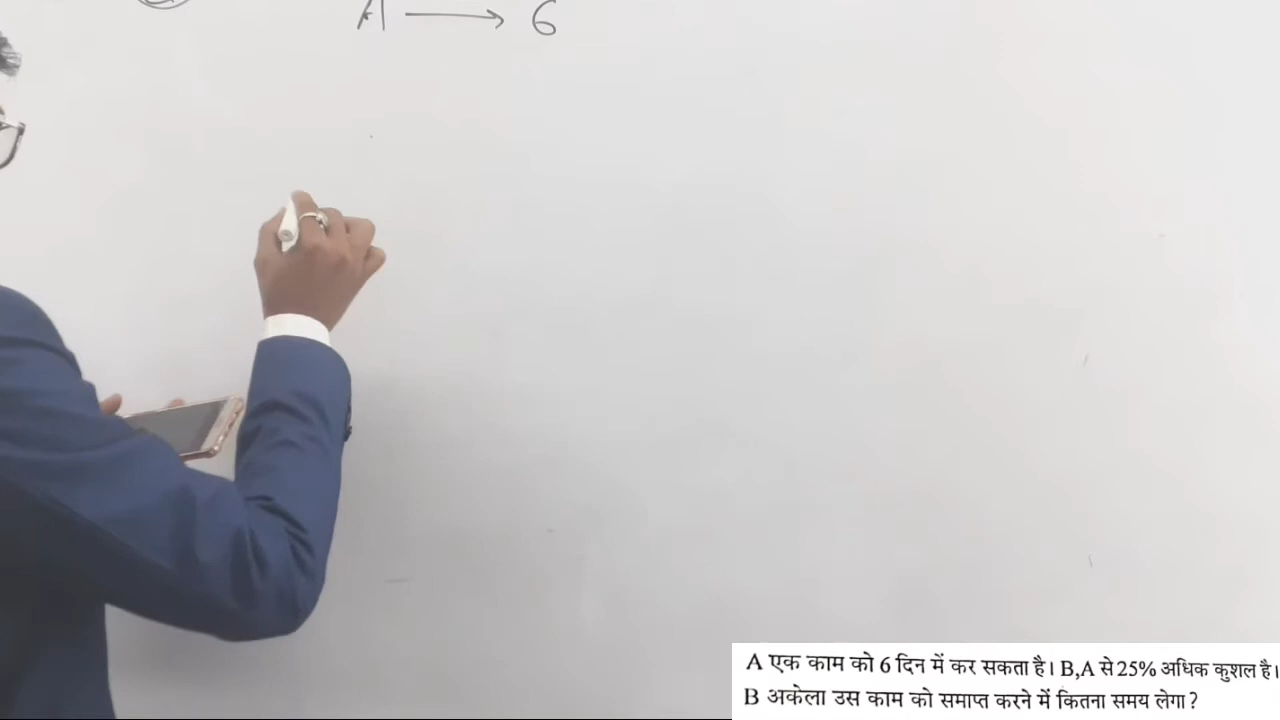 A → 6
A एक काम को 6 दिन में कर सकता है। B,A से 25% अधिक कुशल है।
B अकेला उस काम को समाप्त करने में कितना समय लेगा?